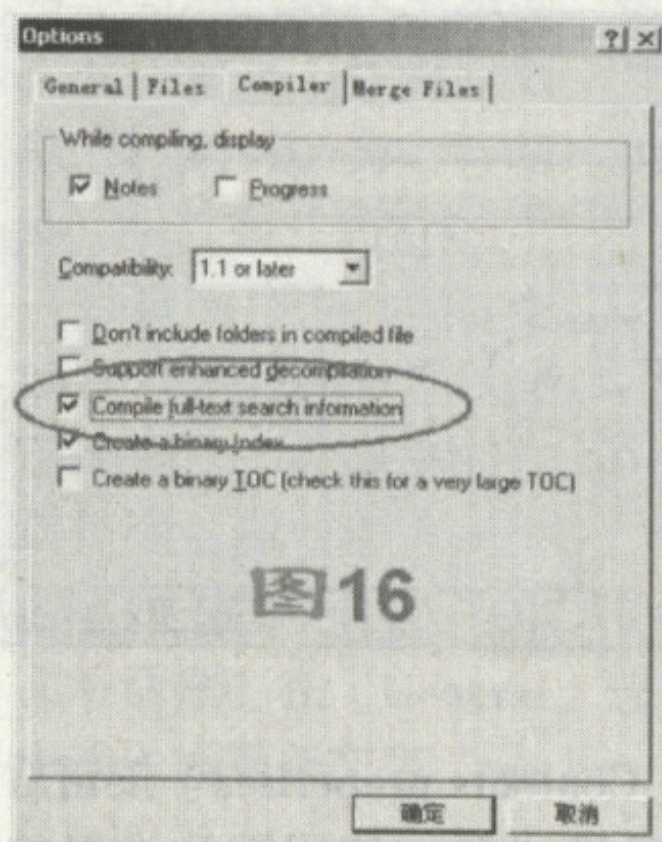 Options
General Files Compiler Merge Files
While compiling, display
Notes Progress
Compatibility: 1.1 or later
Don't include folders in compiled file
Support enhanced decompilation
Compile full-text search information
Create a binary Index
Create a binary TOC (check this for a very large TOC)
图16
确定 取消